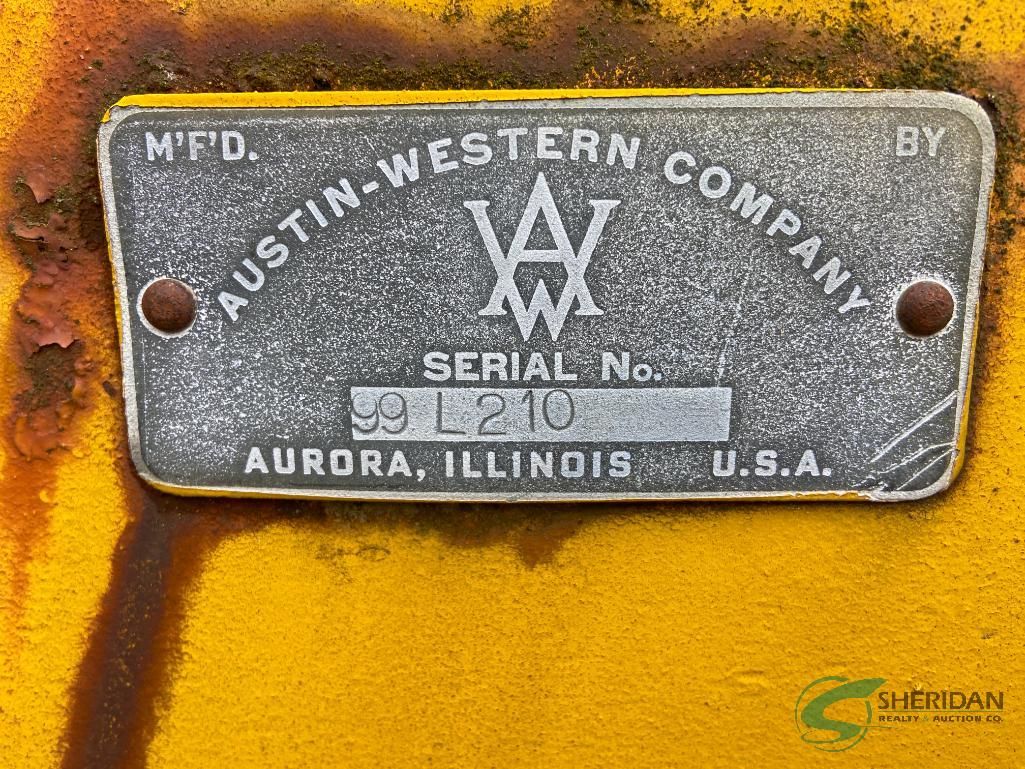 M'F'D. BY
AUSTIN-WESTERN COMPANY
AW
SERIAL No.
99 L210
AURORA, ILLINOIS U.S.A.
SHERIDAN
REALTY & AUCTION CO.